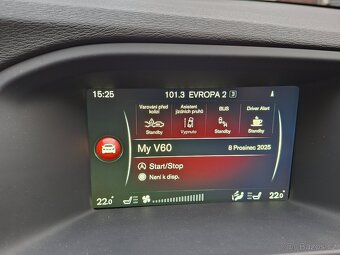 15:25
101.3 EVROPA 2 3
Varování před kolizí
Asistent jízdních pruhů
BLIS
Driver Alert
Standby
Vypnuto
Standby
Standby
My V60
8 Prosinec 2025
Start/Stop
Není k disp.
22.0°
22.0°